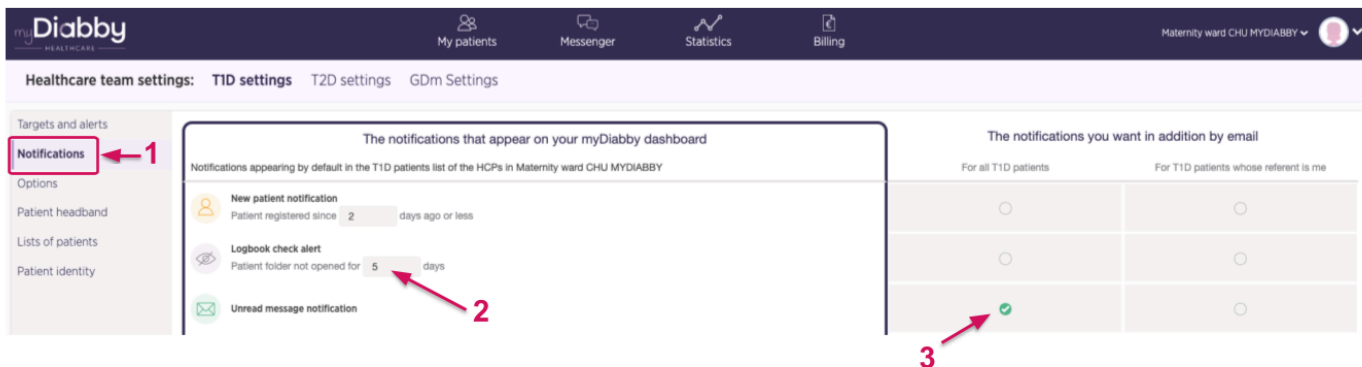 myDiabby
HEALTHCARE
My patients
Messenger
Statistics
Billing
Maternity ward CHU MYDIABBY
Healthcare team settings: T1D settings T2D settings GDm Settings
Targets and alerts
Notifications
1
Options
Patient headband
Lists of patients
Patient identity
The notifications that appear on your myDiabby dashboard
Notifications appearing by default in the T1D patients list of the HCPs in Maternity ward CHU MYDIABBY
New patient notification
Patient registered since 2 days ago or less
Logbook check alert
Patient folder not opened for 5 days
2
Unread message notification
The notifications you want in addition by email
For all T1D patients
For T1D patients whose referent is me
3